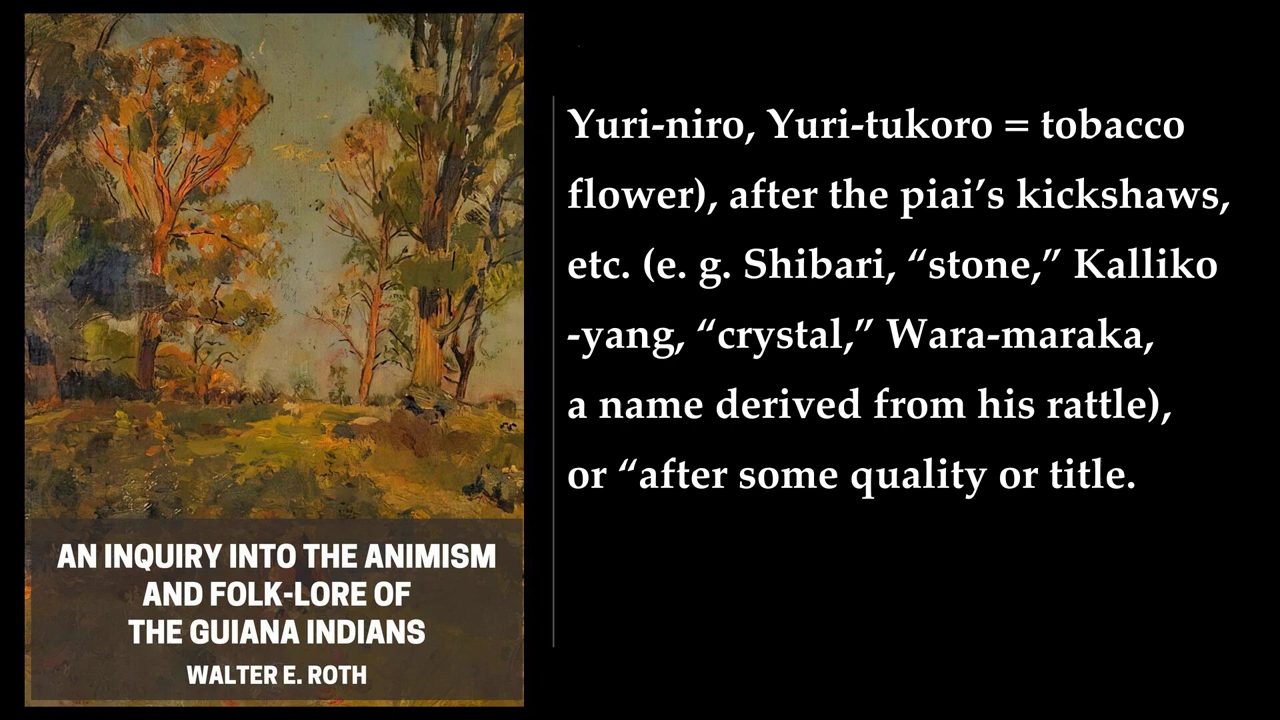 Yuri-niro, Yuri-tukoro = tobacco
flower), after the piai’s kickshaws,
etc. (e. g. Shibari, “stone,” Kalliko
-yang, “crystal,” Wara-maraka,
a name derived from his rattle),
or “after some quality or title.
AN INQUIRY INTO THE ANIMISM
AND FOLK-LORE OF
THE GUIANA INDIANS
WALTER E. ROTH